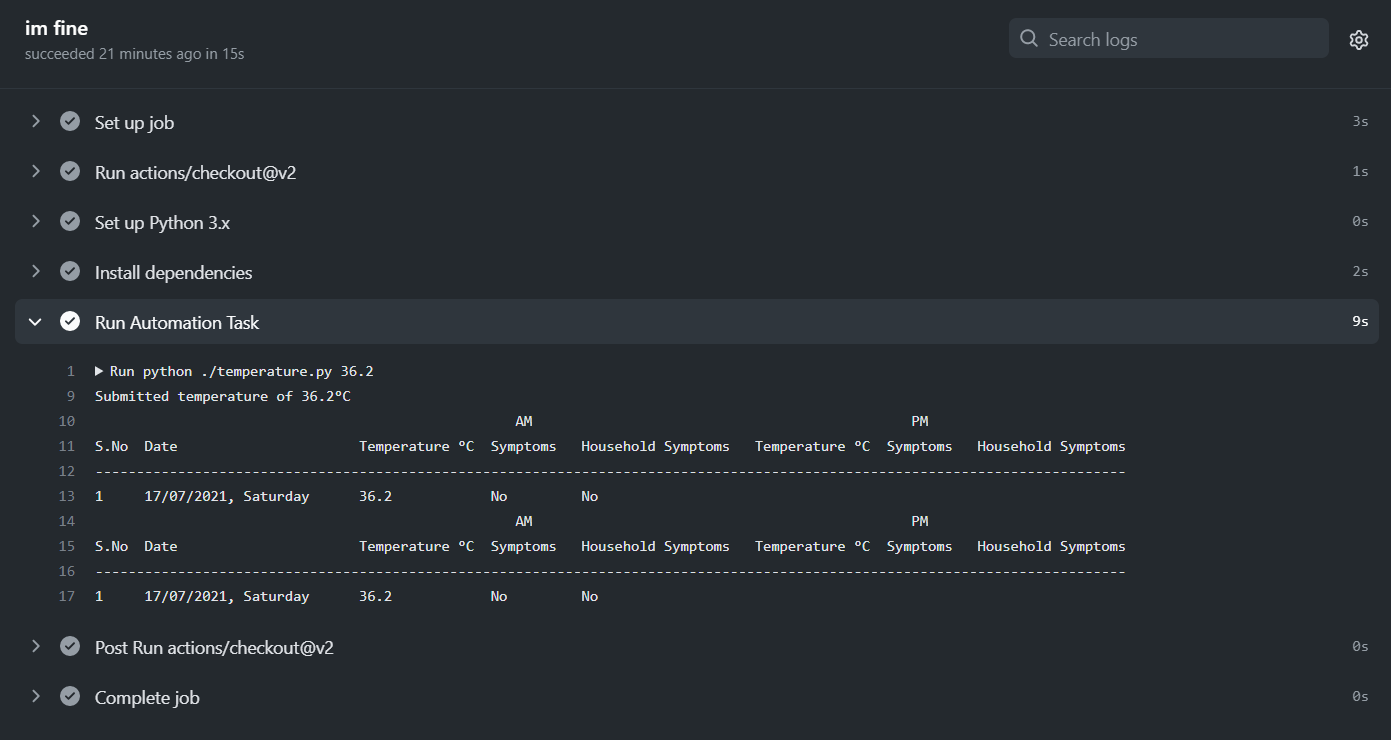 im fine
succeeded 21 minutes ago in 15s
Search logs
Set up job 3s
Run actions/checkout@v2 1s
Set up Python 3.x 0s
Install dependencies 2s
Run Automation Task 9s
1 Run python ./temperature.py 36.2
9 Submitted temperature of 36.2ºC
10 AM PM
11 S.No Date Temperature ºC Symptoms Household Symptoms Temperature ºC Symptoms Household Symptoms
12 -----------------------------------------------------------------------------------------------------------------------------
13 1 17/07/2021, Saturday 36.2 No No
14 AM PM
15 S.No Date Temperature ºC Symptoms Household Symptoms Temperature ºC Symptoms Household Symptoms
16 -----------------------------------------------------------------------------------------------------------------------------
17 1 17/07/2021, Saturday 36.2 No No
Post Run actions/checkout@v2 0s
Complete job 0s